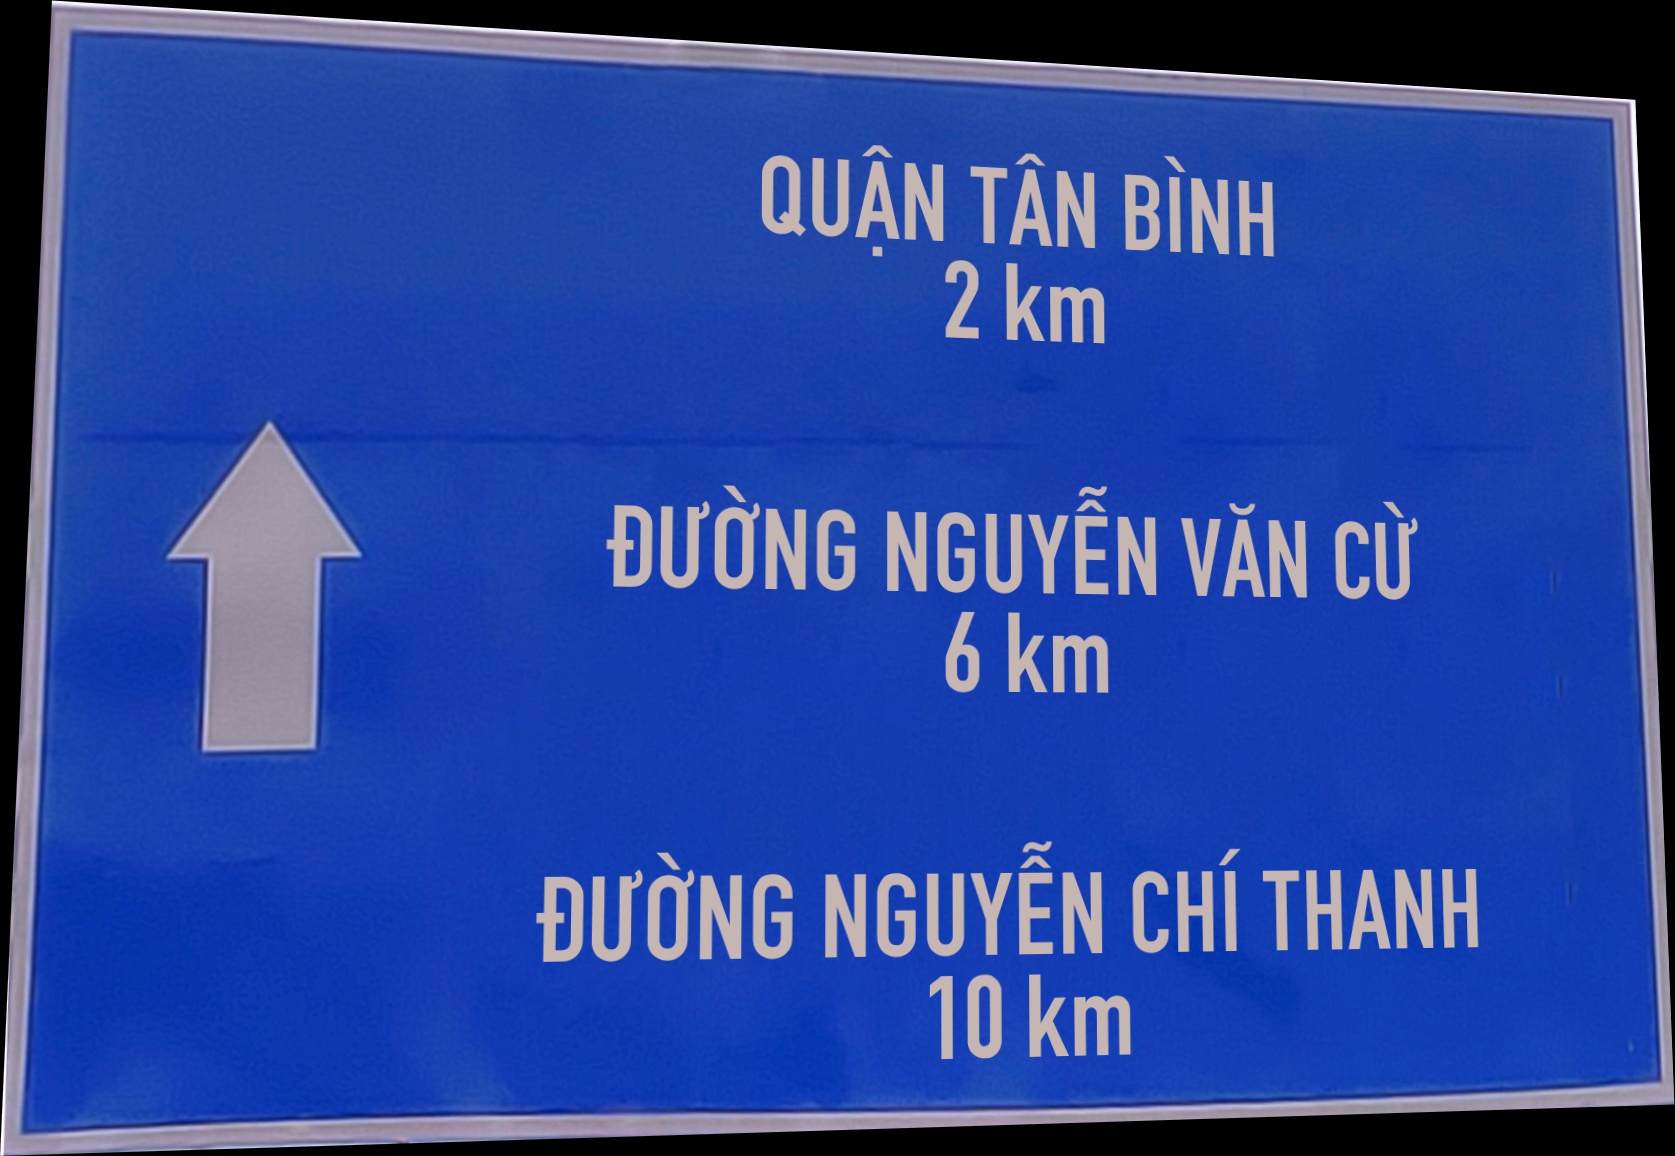 QUẬN TÂN BÌNH
2 km
ĐƯỜNG NGUYỄN VĂN CỪ
6 km
ĐƯỜNG NGUYỄN CHÍ THANH
10 km